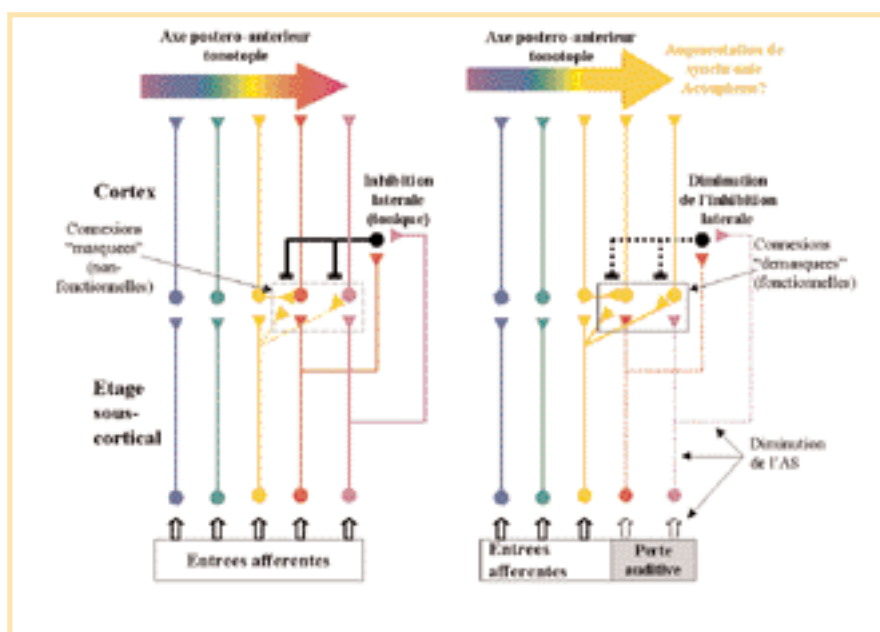 Axe postero-anterieur
tonotopie
Cortex
Connexions
"masquees"
(non-
fonctionnelles)
Inhibition
laterale
(tonique)
Etage
sous-
cortical
Entrees afferentes
Axe postero-anterieur
tonotopie
Augmentation de
synchronie
Acouphene?
Diminution
de l'inhibition
laterale
Connexions
"demasquees"
(fonctionnelles)
Diminution
de l'AS
Entrees
afferentes
Perte
auditive